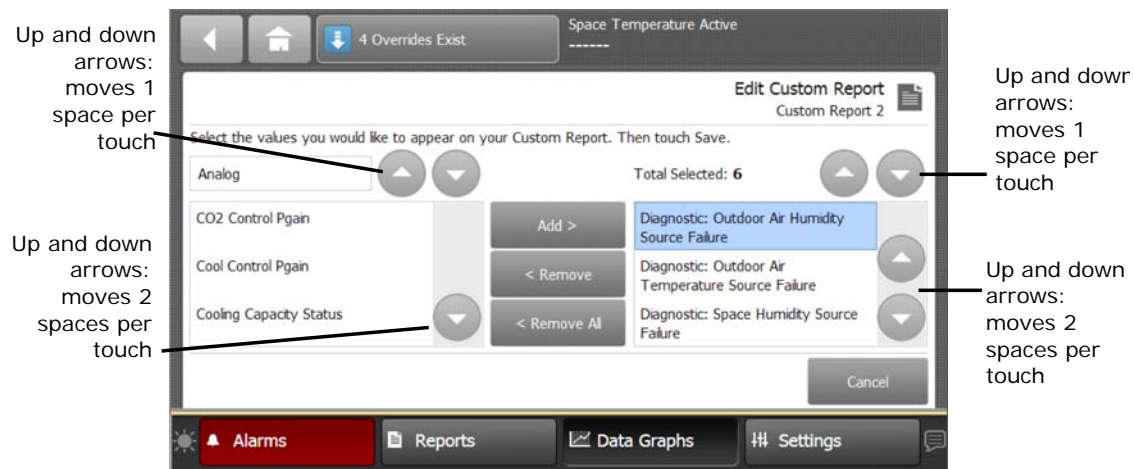 Up and down
arrows:
moves 1
space per
touch
Up and down
arrows:
moves 2
spaces per
touch
4 Overrides Exist
Space Temperature Active
------
Edit Custom Report
Custom Report 2
Select the values you would like to appear on your Custom Report. Then touch Save.
Analog
Total Selected: 6
CO2 Control Pgain
Cool Control Pgain
Cooling Capacity Status
Add >
< Remove
< Remove All
Diagnostic: Outdoor Air Humidity
Source Failure
Diagnostic: Outdoor Air
Temperature Source Failure
Diagnostic: Space Humidity Source
Failure
Cancel
Alarms
Reports
Data Graphs
Settings
Up and down
arrows:
moves 1
space per
touch
Up and down
arrows:
moves 2
spaces per
touch